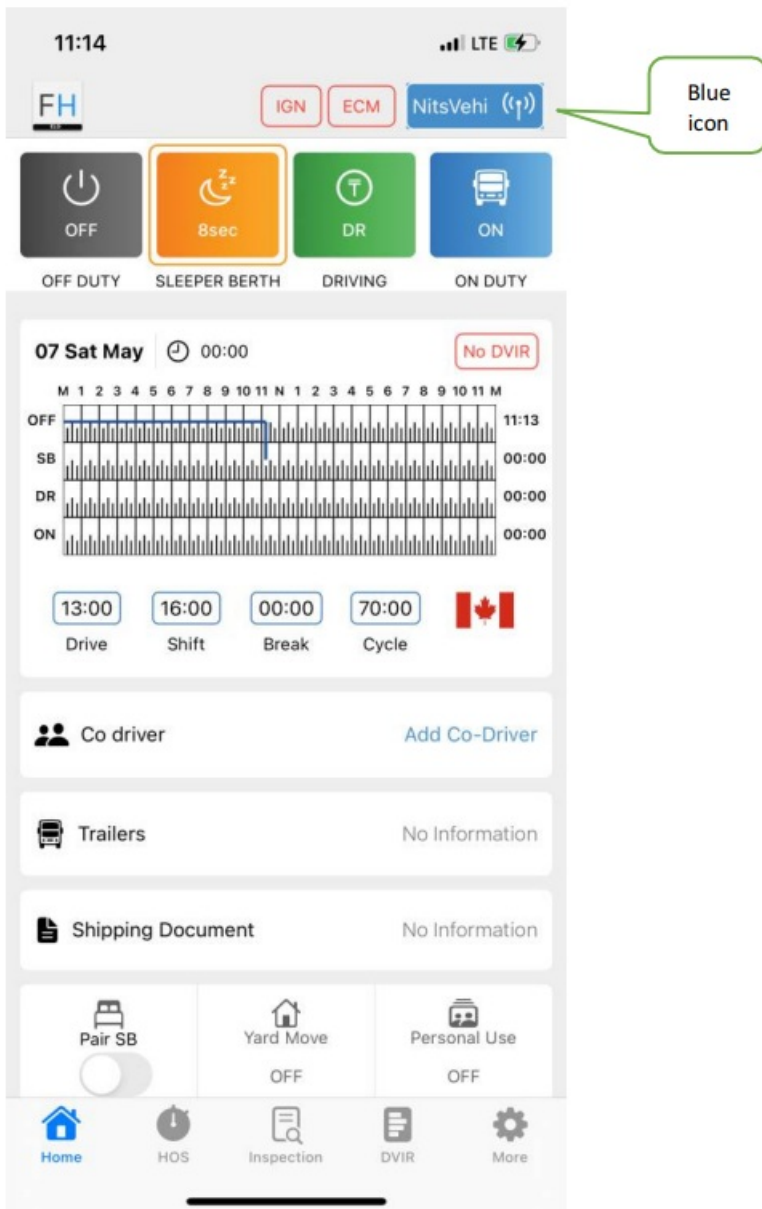 11:14 LTE
FH IGN ECM NitsVehi
Blue
icon
OFF 8sec DR ON
OFF DUTY SLEEPER BERTH DRIVING ON DUTY
07 Sat May 00:00 No DVIR
M 1 2 3 4 5 6 7 8 9 10 11 N 1 2 3 4 5 6 7 8 9 10 11 M
OFF 11:13
SB 00:00
DR 00:00
ON 00:00
13:00 16:00 00:00 70:00
Drive Shift Break Cycle
Co driver Add Co-Driver
Trailers No Information
Shipping Document No Information
Pair SB Yard Move Personal Use
OFF OFF
Home HOS Inspection DVIR More